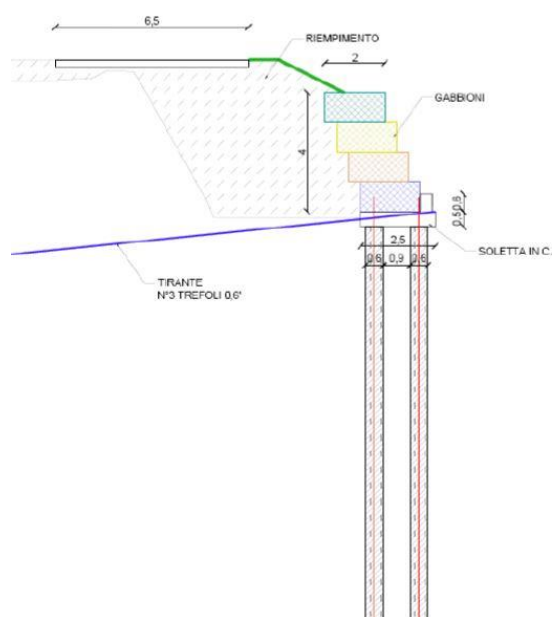 6,5
RIEMPIMENTO
2
GABBIONI
4
0,5 0,6
2,5
SOLETTA IN C.
0,6 0,9 0,6
TIRANTE
N°3 TREFOLI 0,6"